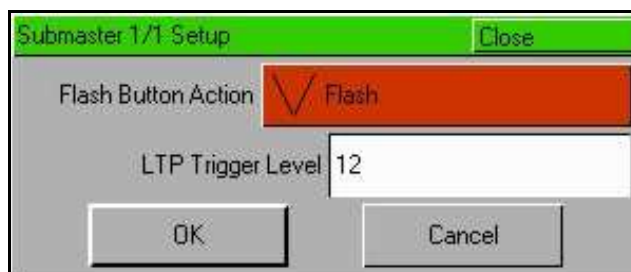 Submaster 1/1 Setup Close
Flash Button Action Flash
LTP Trigger Level 12
OK Cancel